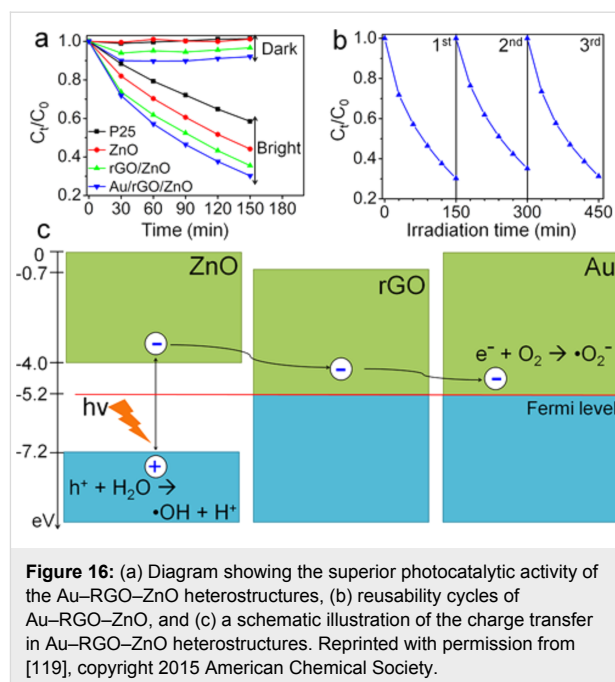 a
1.0
0.8
0.6
0.4
0.2
Cₜ/C₀
Dark
Bright
P25
ZnO
rGO/ZnO
Au/rGO/ZnO
0 30 60 90 120 150 180
Time (min)
b
1.0
0.8
0.6
0.4
0.2
Cₜ/C₀
1st 2nd 3rd
0 150 300 450
Irradiation time (min)
c
0
-0.7
-4.0
-5.2
-7.2
eV
ZnO
rGO
Au
e⁻ + O₂ → •O₂⁻
Fermi level
hv
h⁺ + H₂O →
•OH + H⁺
Figure 16: (a) Diagram showing the superior photocatalytic activity of
the Au–RGO–ZnO heterostructures, (b) reusability cycles of
Au–RGO–ZnO, and (c) a schematic illustration of the charge transfer
in Au–RGO–ZnO heterostructures. Reprinted with permission from
[119], copyright 2015 American Chemical Society.